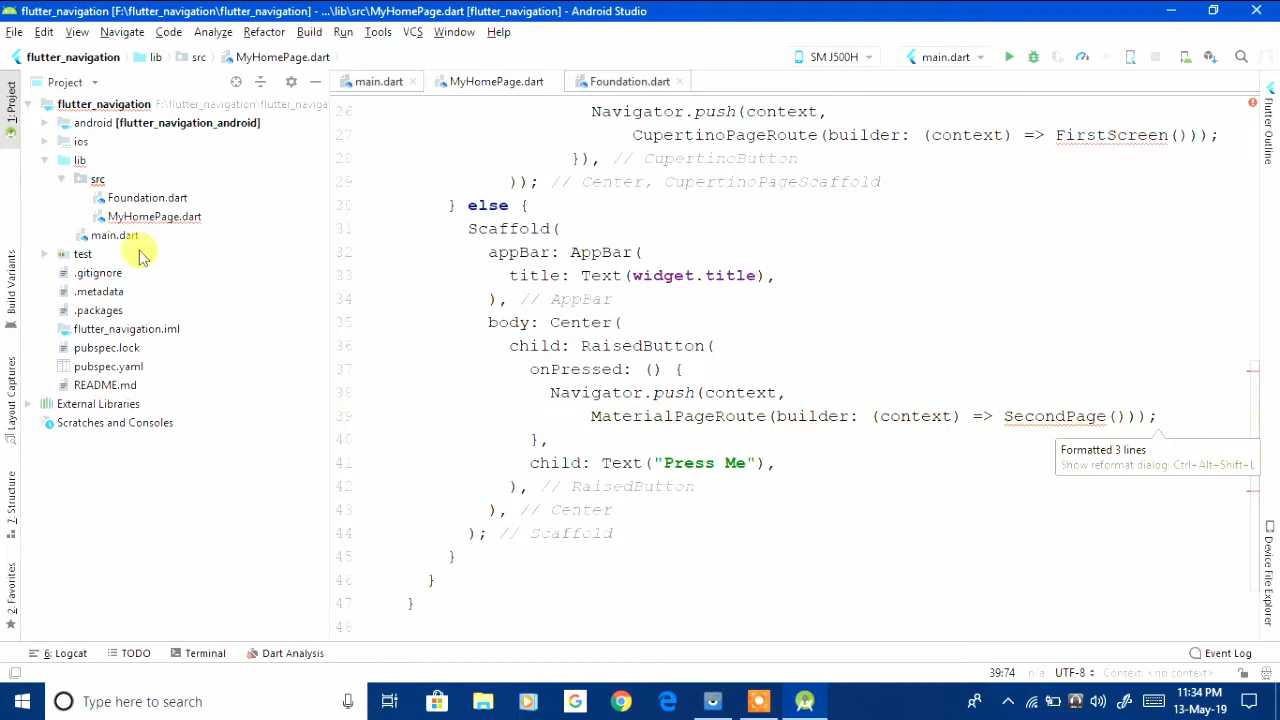 flutter_navigation [F:\flutter_navigation\flutter_navigation] - ...\lib\src\MyHomePage.dart [flutter_navigation] - Android Studio
File Edit View Navigate Code Analyze Refactor Build Run Tools VCS Window Help
flutter_navigation lib src MyHomePage.dart SM J500H main.dart
Project main.dart MyHomePage.dart Foundation.dart
1: Project
flutter_navigation F:\flutter_navigation\flutter_naviga
android [flutter_navigation_android]
ios
lib
src
Foundation.dart
MyHomePage.dart
main.dart
test
.gitignore
.metadata
.packages
flutter_navigation.iml
pubspec.lock
pubspec.yaml
README.md
External Libraries
Scratches and Consoles
Build Variants
Layout Captures
7: Structure
2: Favorites
26 Navigator.push(context,
27 CupertinoPageRoute(builder: (context) => FirstScreen()));
28 }), // CupertinoButton
29 )); // Center, CupertinoPageScaffold
30 } else {
31 Scaffold(
32 appBar: AppBar(
33 title: Text(widget.title),
34 ), // AppBar
35 body: Center(
36 child: RaisedButton(
37 onPressed: () {
38 Navigator.push(context,
39 MaterialPageRoute(builder: (context) => SecondPage()));
40 },
41 child: Text("Press Me"),
42 ), // RaisedButton
43 ), // Center
44 ); // Scaffold
45 }
46 }
47 }
48
Formatted 3 lines
Show reformat dialog: Ctrl+Alt+Shift+L
Flutter Outline
Device File Explorer
6: Logcat TODO Terminal Dart Analysis Event Log
39:74 n/a UTF-8 Context: <no context>
Type here to search
11:34 PM
13-May-19